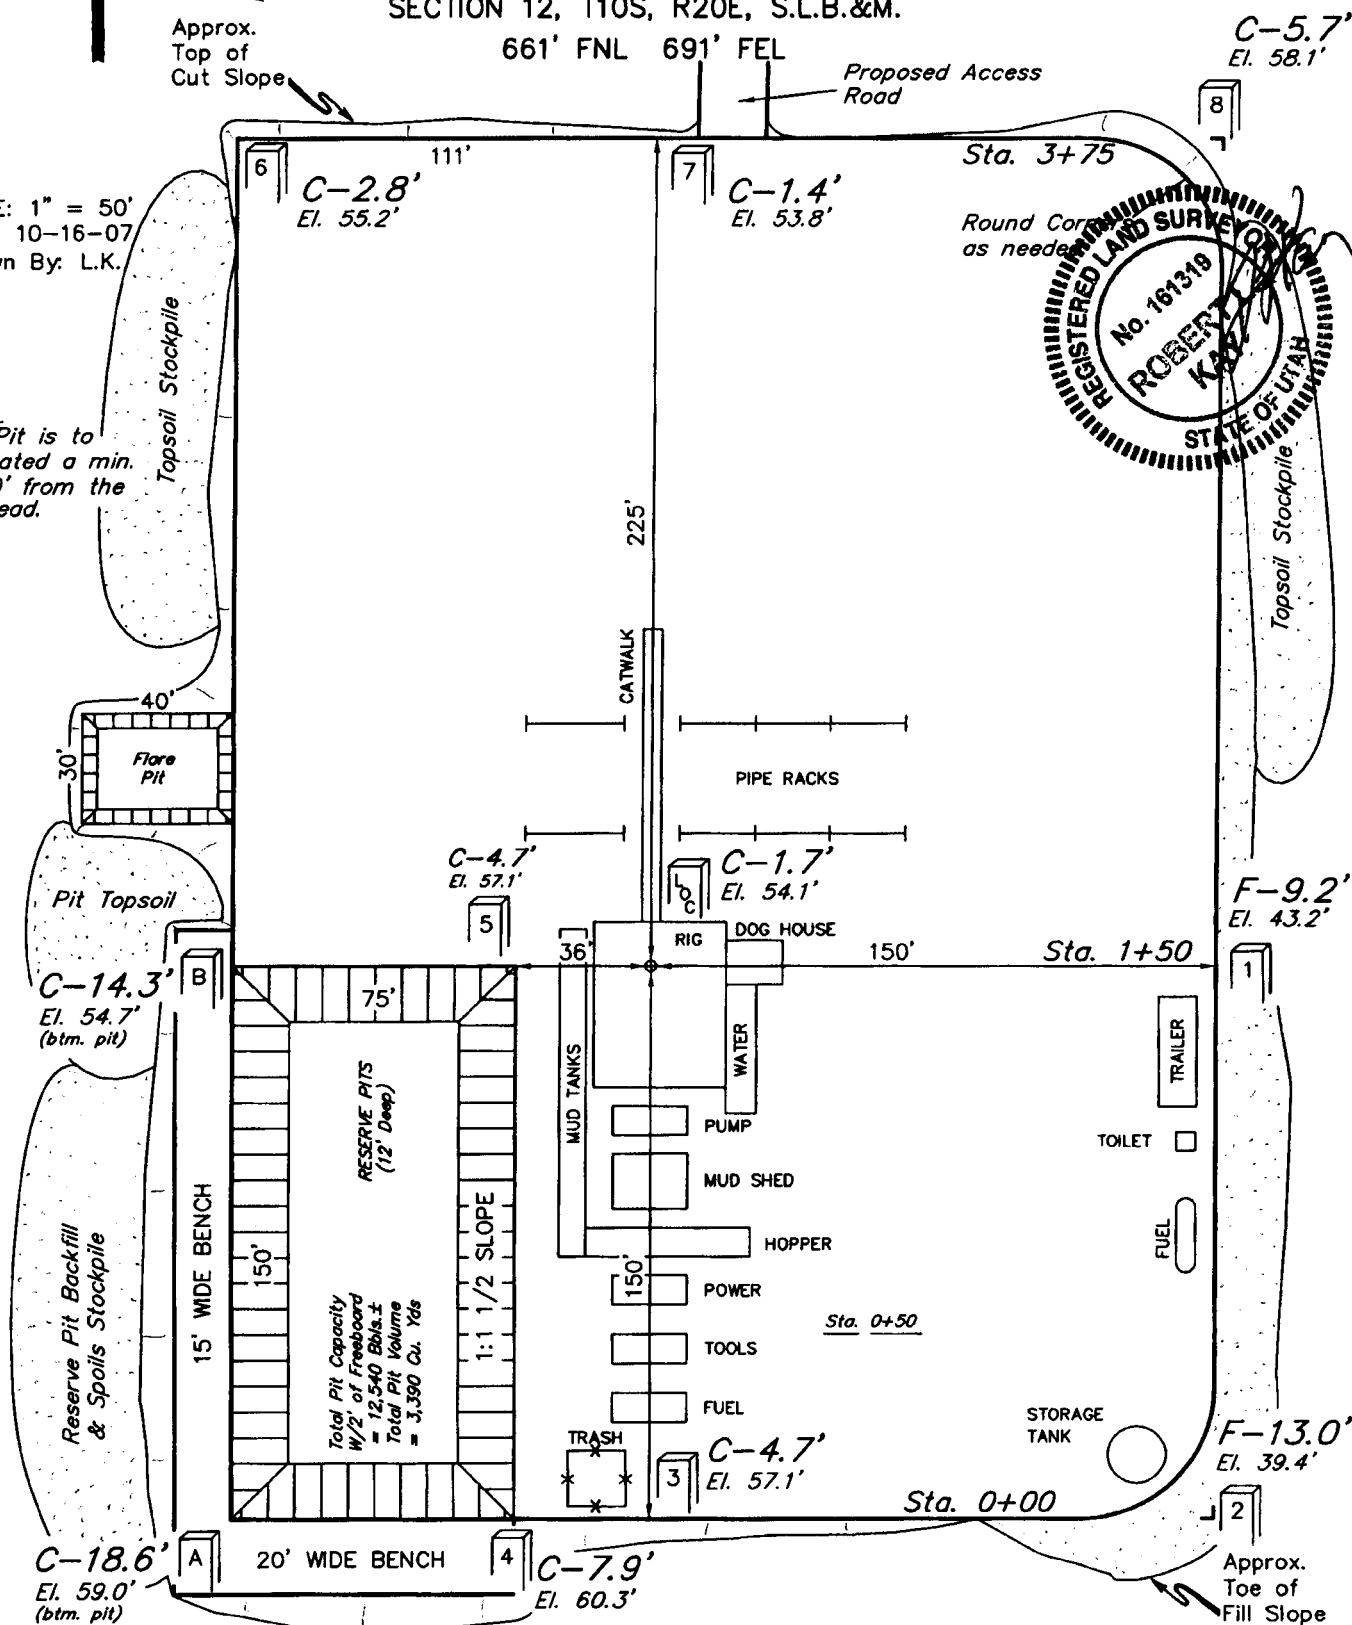 SECTION 12, T10S, R20E, S.L.B.&M.
661' FNL 691' FEL
Approx.
Top of
Cut Slope
Proposed Access
Road
C-5.7'
El. 58.1'
8
6
111'
7
Sta. 3+75
C-2.8'
El. 55.2'
C-1.4'
El. 53.8'
E: 1" = 50'
10-16-07
n By: L.K.
Round
as needed
REGISTERED LAND SURVEYOR
No. 161319
ROBERT
KAY
STATE OF UTAH
Topsoil Stockpile
Topsoil Stockpile
Pit is to
ated a min.
' from the
ead.
225'
CATWALK
40'
30'
Flare
Pit
PIPE RACKS
Pit Topsoil
C-4.7'
El. 57.1'
5
LOC
C-1.7'
El. 54.1'
F-9.2'
El. 43.2'
1
RIG
DOG HOUSE
36'
150'
Sta. 1+50
B
C-14.3'
El. 54.7'
(btm. pit)
75'
MUD TANKS
WATER
TRAILER
RESERVE PITS
(12' Deep)
PUMP
TOILET
MUD SHED
FUEL
HOPPER
15' WIDE BENCH
150'
1:1 1/2 SLOPE
150'
POWER
Sta. 0+50
Reserve Pit Backfill
& Spoils Stockpile
Total Pit Capacity
W/2' of Freeboard
= 12,540 Bbls.±
Total Pit Volume
= 3,390 Cu. Yds
TOOLS
FUEL
TRASH
STORAGE
TANK
3
C-4.7'
El. 57.1'
F-13.0'
El. 39.4'
2
Sta. 0+00
C-18.6'
El. 59.0'
(btm. pit)
A
20' WIDE BENCH
4
C-7.9'
El. 60.3'
Approx.
Toe of
Fill Slope